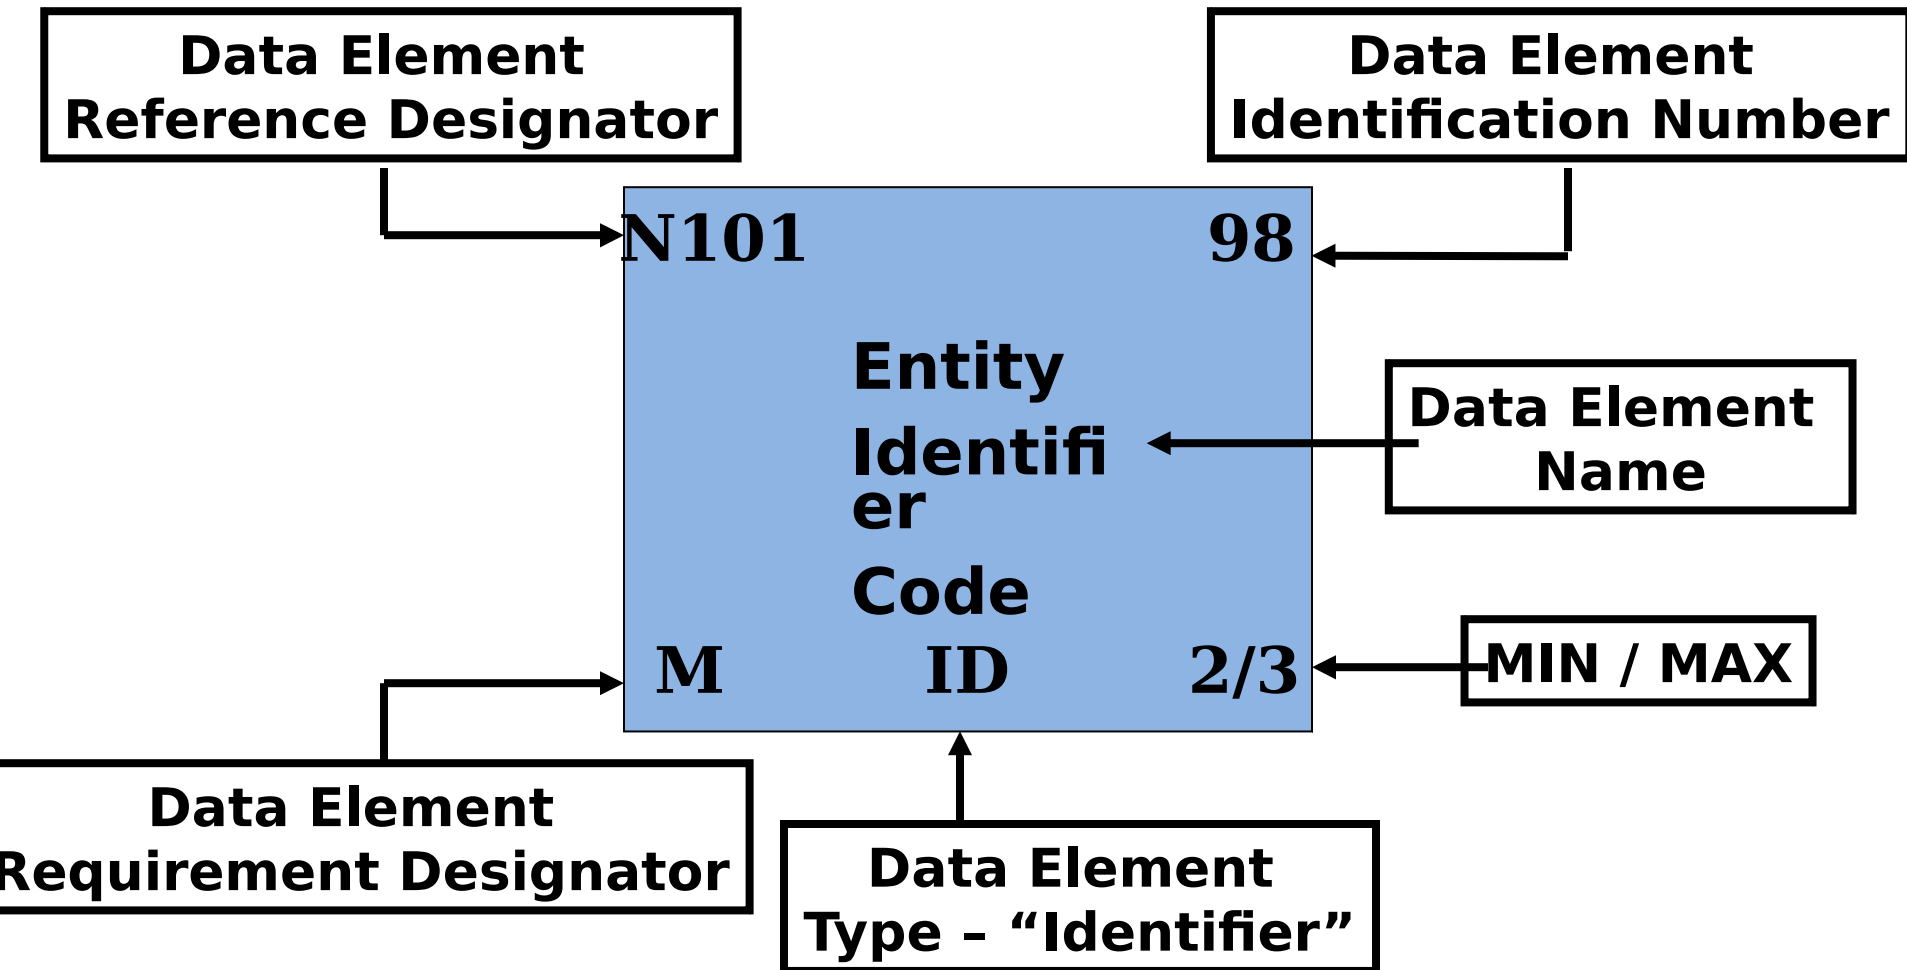 Data Element
Reference Designator
Data Element
Identification Number
N101
98
Entity
Identifi
er
Code
Data Element
Name
M
ID
2/3
MIN / MAX
Data Element
Requirement Designator
Data Element
Type – “Identifier”